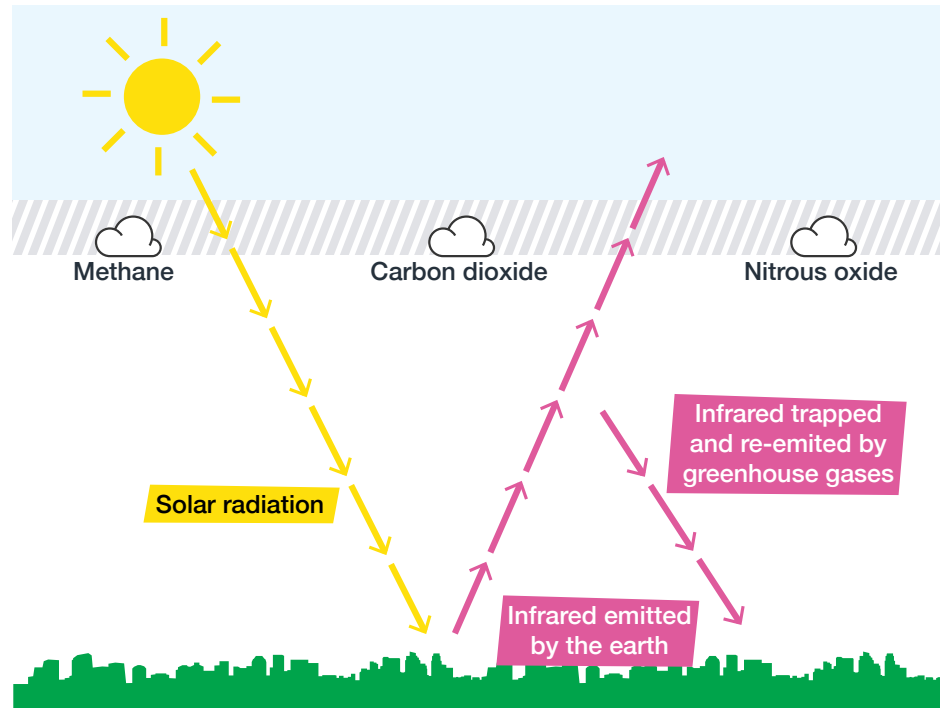 Methane
Carbon dioxide
Nitrous oxide
Infrared trapped
and re-emited by
greenhouse gases
Solar radiation
Infrared emitted
by the earth